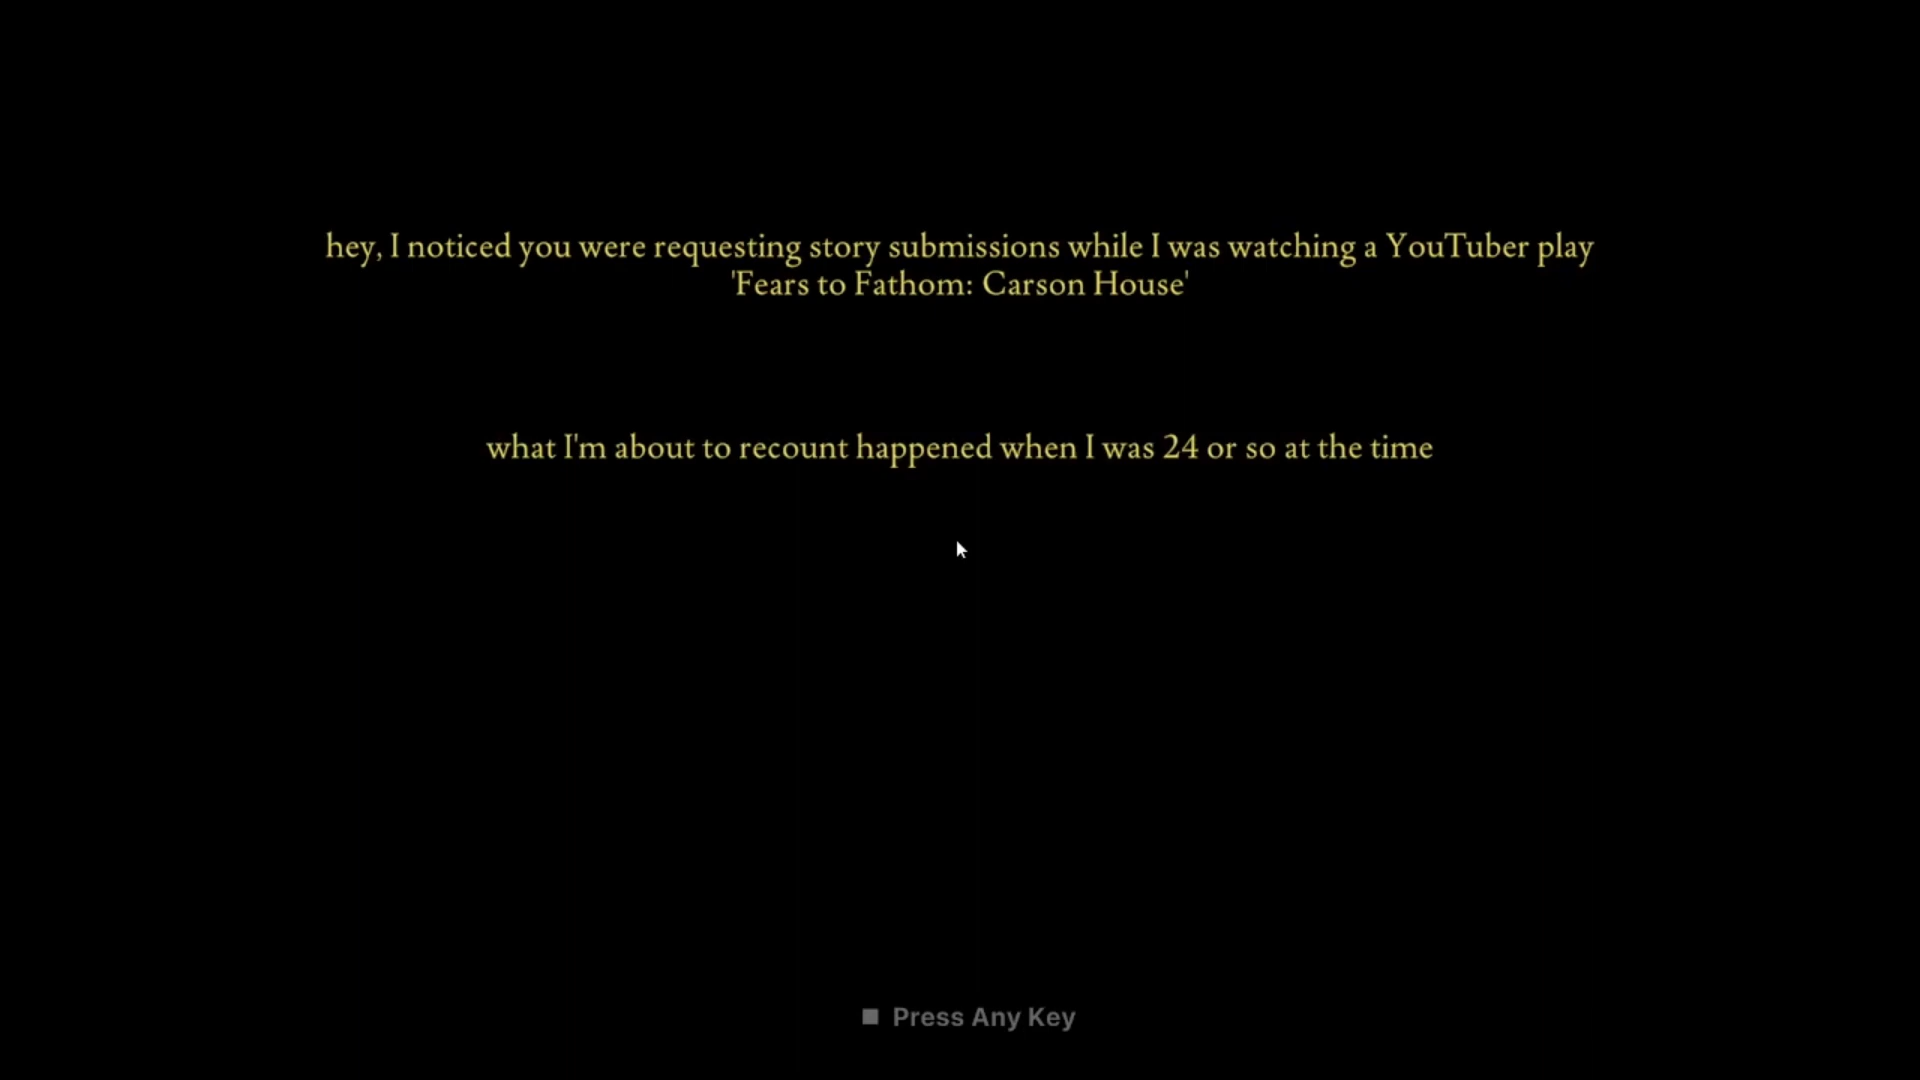 hey, I noticed you were requesting story submissions while I was watching a YouTuber play
'Fears to Fathom: Carson House'
what I'm about to recount happened when I was 24 or so at the time
Press Any Key